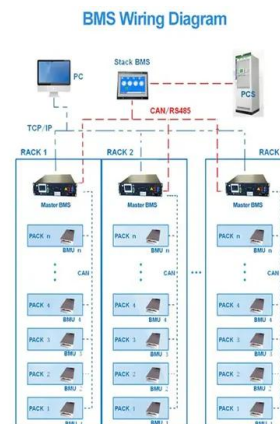 BMS Wiring Diagram
Stack BMS
PC
PCS
CAN/RS485
TCP/IP
RACK 1
RACK 2
RACK
Master BMS
Master BMS
Master BMS
PACK n
PACK n
PACK n
BMU n
BMU n
BMU n
CAN
CAN
CAN
...
PACK 4
PACK 4
PACK 4
BMU 4
BMU 4
BMU 4
PACK 3
PACK 3
PACK 3
BMU 3
BMU 3
BMU 3
PACK 2
PACK 2
PACK 2
BMU 2
BMU 2
BMU 2
PACK 1
PACK 1
PACK 1